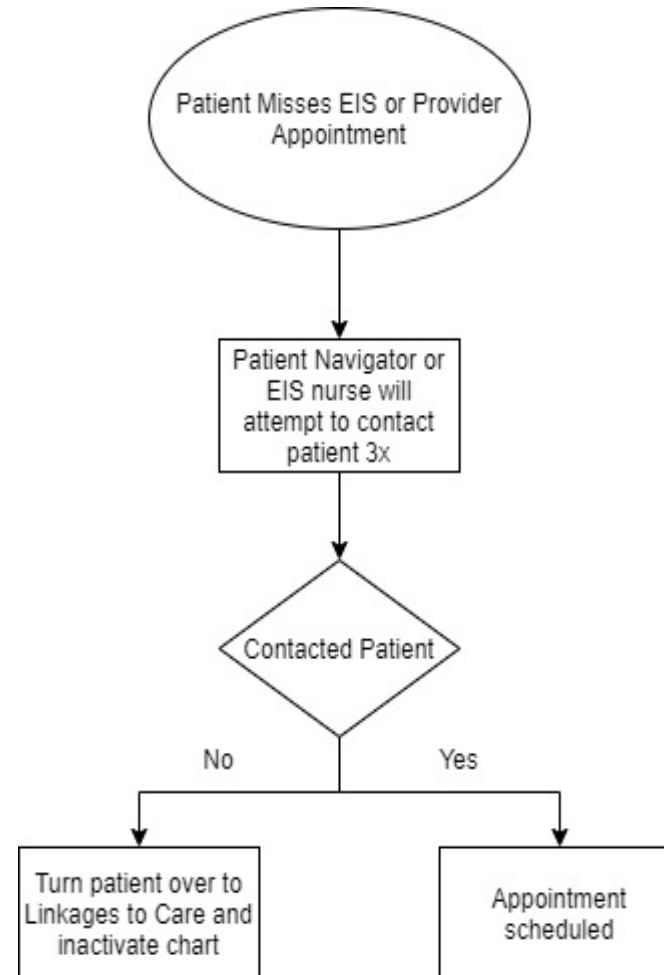 Patient Misses EIS or Provider
Appointment
Patient Navigator or
EIS nurse will
attempt to contact
patient 3x
Contacted Patient
No
Yes
Turn patient over to
Linkages to Care and
inactivate chart
Appointment
scheduled